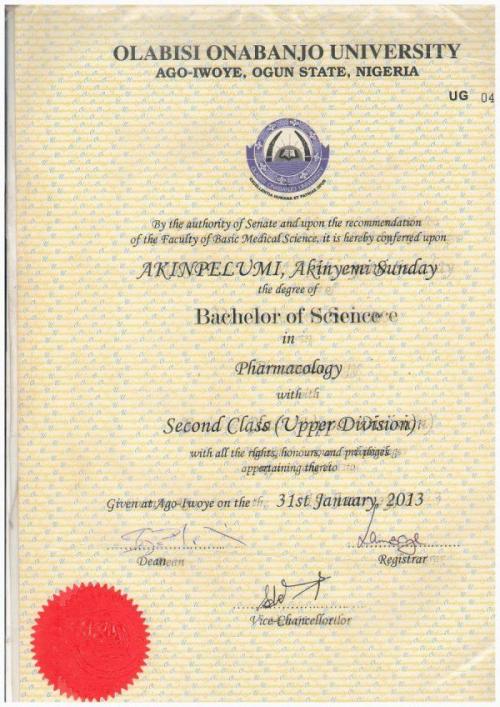 OLABISI ONABANJO UNIVERSITY
AGO-IWOYE, OGUN STATE, NIGERIA
UG 04
By the authority of Senate and upon the recommendation
of the Faculty of Basic Medical Science, it is hereby conferred upon
AKINPELUMI, Akinyemi Sunday
the degree of
Bachelor of Science
in
Pharmacology
with
Second Class (Upper Division)
with all the rights, honours, and privileges
appertaining thereto
Given at Ago-Iwoye on the 31st January, 2013
Dean
Registrar
Vice-Chancellor